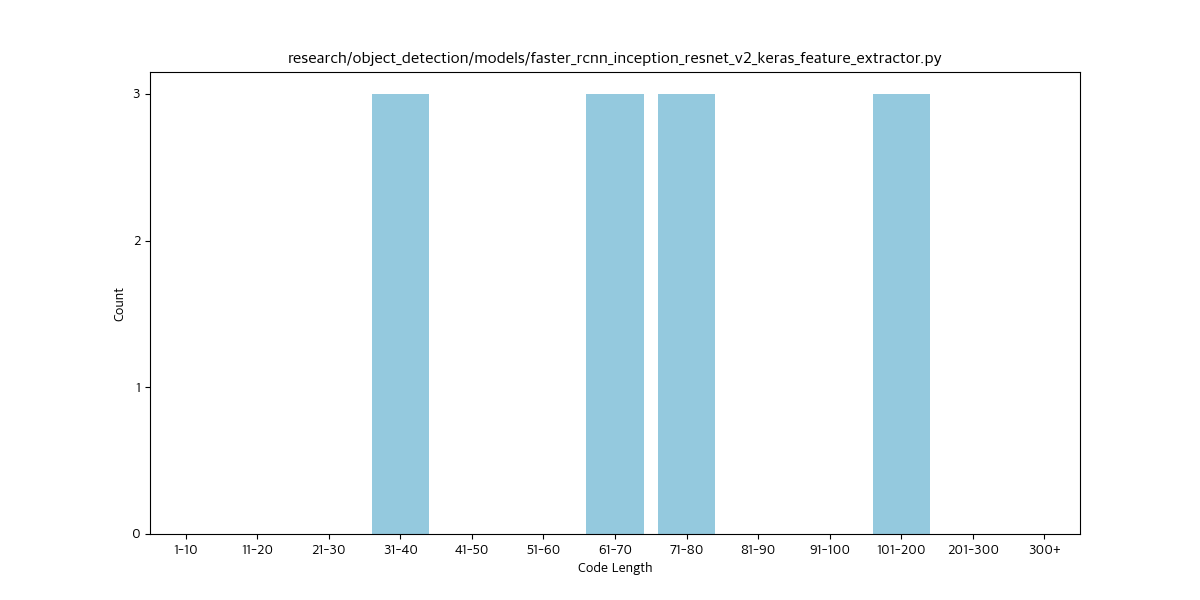 research/object_detection/models/faster_rcnn_inception_resnet_v2_keras_feature_extractor.py
3
2
1
0
Count
1-10 11-20 21-30 31-40 41-50 51-60 61-70 71-80 81-90 91-100 101-200 201-300 300+
Code Length